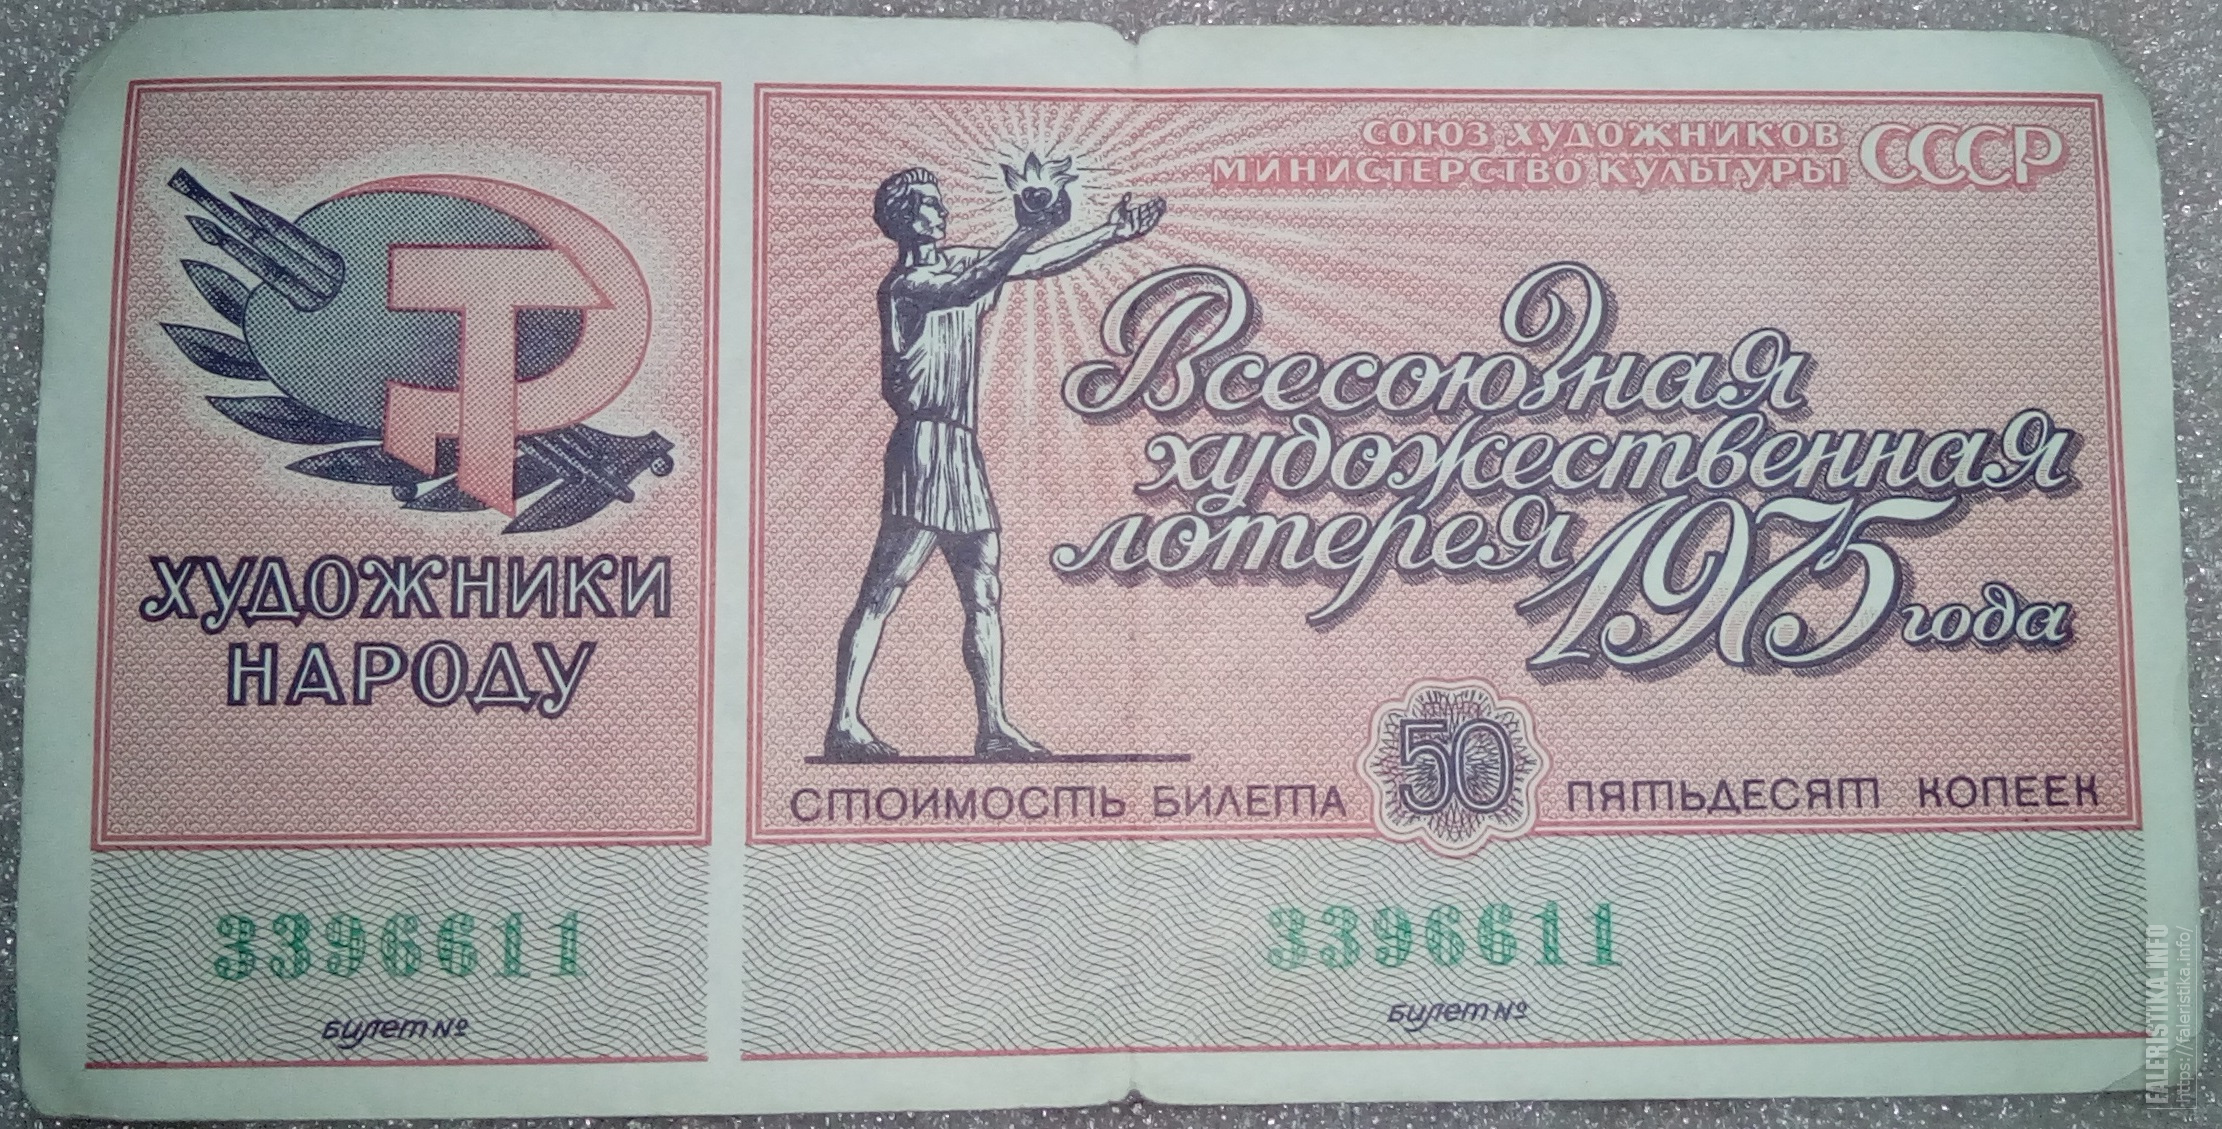 ХУДОЖНИКИ
НАРОДУ
3396611
Билет №
СОЮЗ ХУДОЖНИКОВ
МИНИСТЕРСТВО КУЛЬТУРЫ СССР
Всесоюзная
художественная
лотерея 1975 года
СТОИМОСТЬ БИЛЕТА 50 ПЯТЬДЕСЯТ КОПЕЕК
3396611
Билет №
FALERISTIKA.INFO
https://faleristika.info/